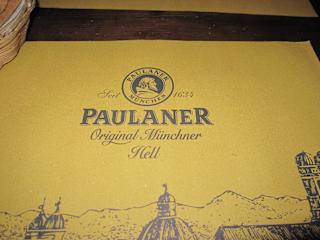 PAULANER
MÜNCHEN
Seit 1634
PAULANER
Original Münchner
Hell